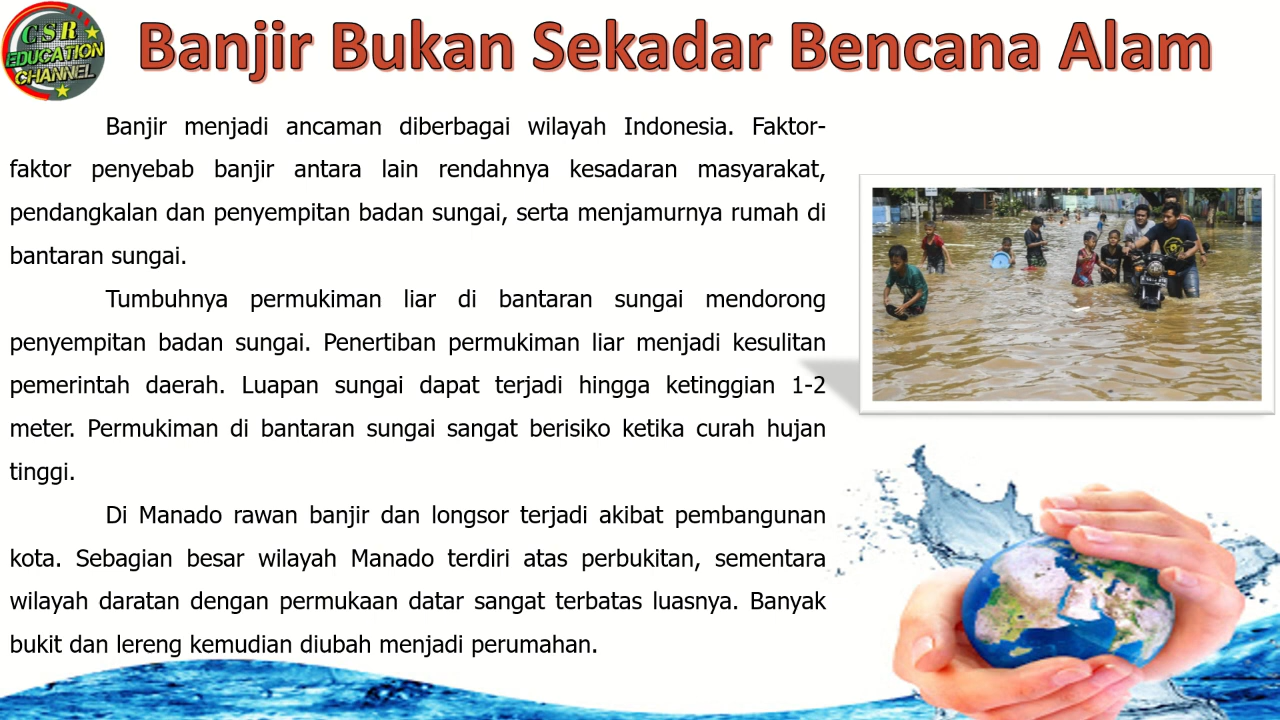 CSR
EDUCATION
CHANNEL
Banjir Bukan Sekadar Bencana Alam
Banjir menjadi ancaman diberbagai wilayah Indonesia. Faktor-
faktor penyebab banjir antara lain rendahnya kesadaran masyarakat,
pendangkalan dan penyempitan badan sungai, serta menjamurnya rumah di
bantaran sungai.
Tumbuhnya permukiman liar di bantaran sungai mendorong
penyempitan badan sungai. Penertiban permukiman liar menjadi kesulitan
pemerintah daerah. Luapan sungai dapat terjadi hingga ketinggian 1-2
meter. Permukiman di bantaran sungai sangat berisiko ketika curah hujan
tinggi.
Di Manado rawan banjir dan longsor terjadi akibat pembangunan
kota. Sebagian besar wilayah Manado terdiri atas perbukitan, sementara
wilayah daratan dengan permukaan datar sangat terbatas luasnya. Banyak
bukit dan lereng kemudian diubah menjadi perumahan.